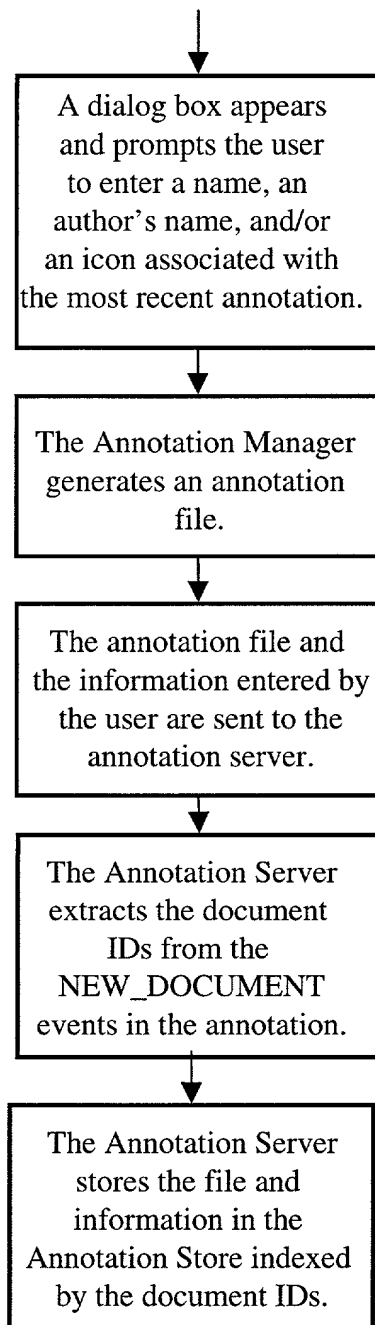 A dialog box appears
and prompts the user
to enter a name, an
author's name, and/or
an icon associated with
the most recent annotation.
The Annotation Manager
generates an annotation
file.
The annotation file and
the information entered by
the user are sent to the
annotation server.
The Annotation Server
extracts the document
IDs from the
NEW_DOCUMENT
events in the annotation.
The Annotation Server
stores the file and
information in the
Annotation Store indexed
by the document IDs.